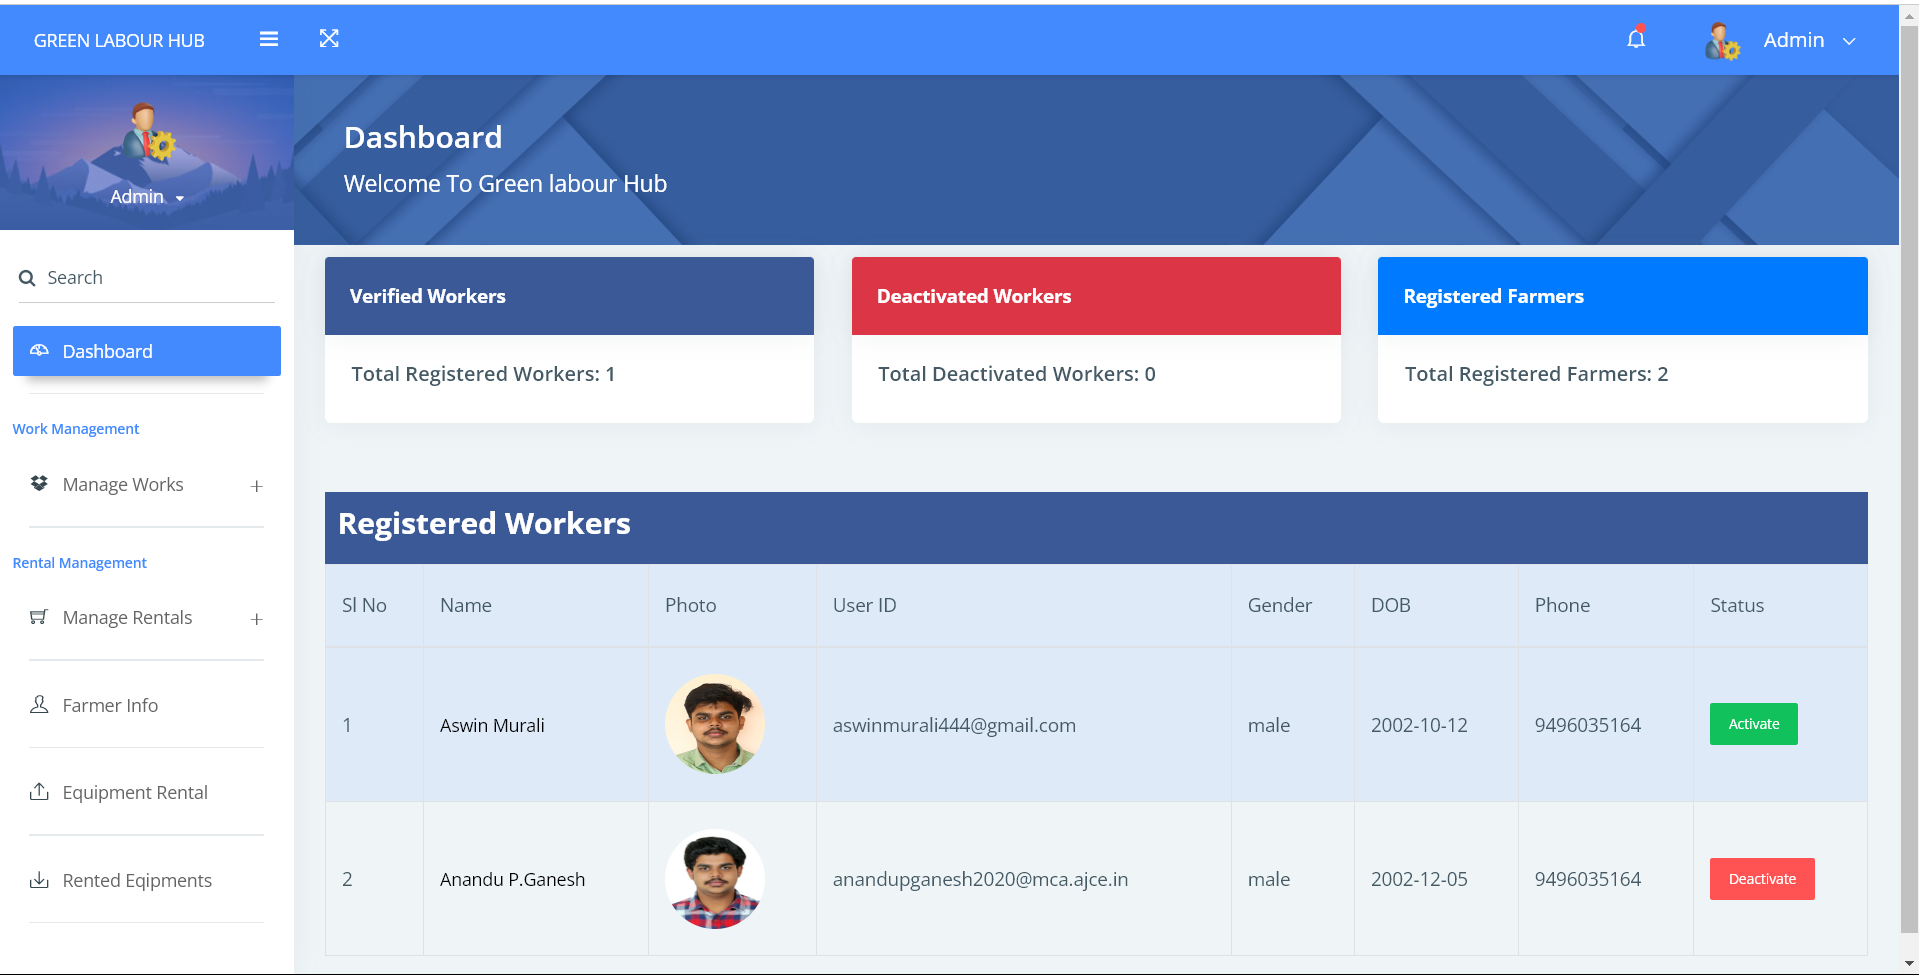 GREEN LABOUR HUB
Admin
Admin
Dashboard
Welcome To Green labour Hub
Search
Dashboard
Work Management
Manage Works
Rental Management
Manage Rentals
Farmer Info
Equipment Rental
Rented Eqipments
Verified Workers
Total Registered Workers: 1
Deactivated Workers
Total Deactivated Workers: 0
Registered Farmers
Total Registered Farmers: 2
Registered Workers
Sl No Name Photo User ID Gender DOB Phone Status
1 Aswin Murali aswinmurali444@gmail.com male 2002-10-12 9496035164 Activate
2 Anandu P.Ganesh anandupganesh2020@mca.ajce.in male 2002-12-05 9496035164 Deactivate